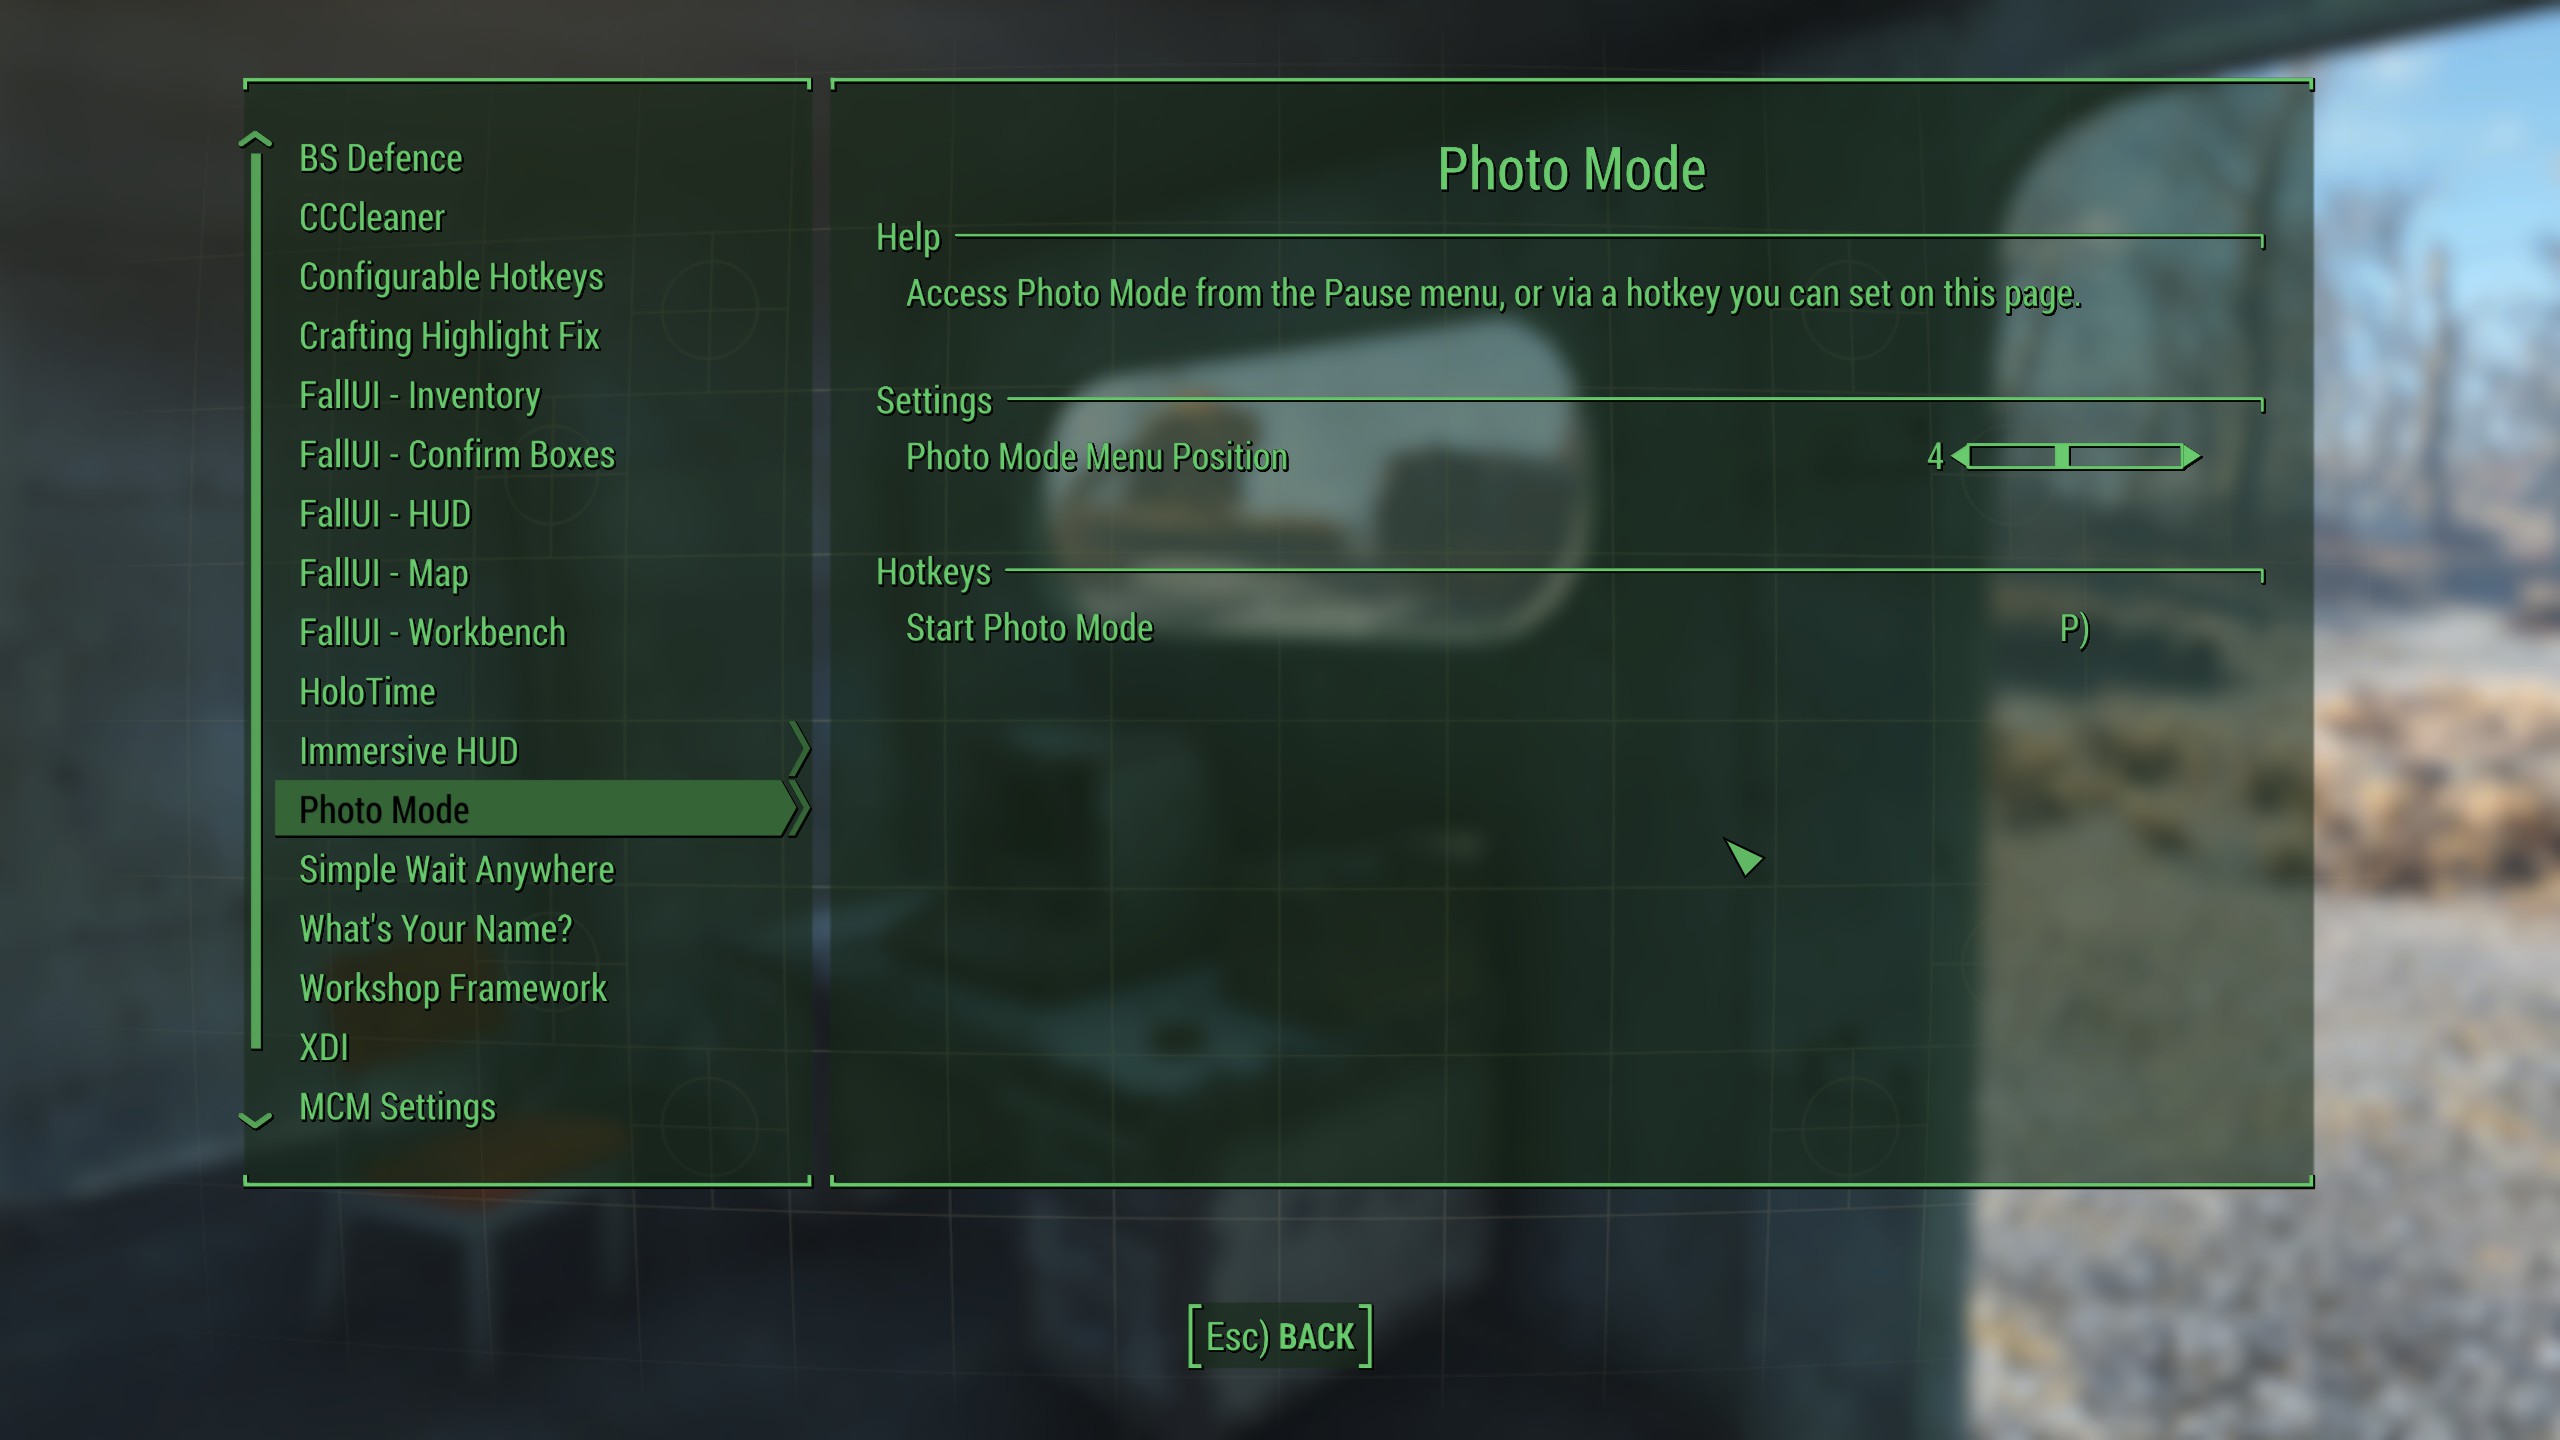 BS Defence
CCCleaner
Configurable Hotkeys
Crafting Highlight Fix
FallUI - Inventory
FallUI - Confirm Boxes
FallUI - HUD
FallUI - Map
FallUI - Workbench
HoloTime
Immersive HUD
Photo Mode
Simple Wait Anywhere
What's Your Name?
Workshop Framework
XDI
MCM Settings
Photo Mode
Help
Access Photo Mode from the Pause menu, or via a hotkey you can set on this page.
Settings
Photo Mode Menu Position 4
Hotkeys
Start Photo Mode P)
Esc) BACK